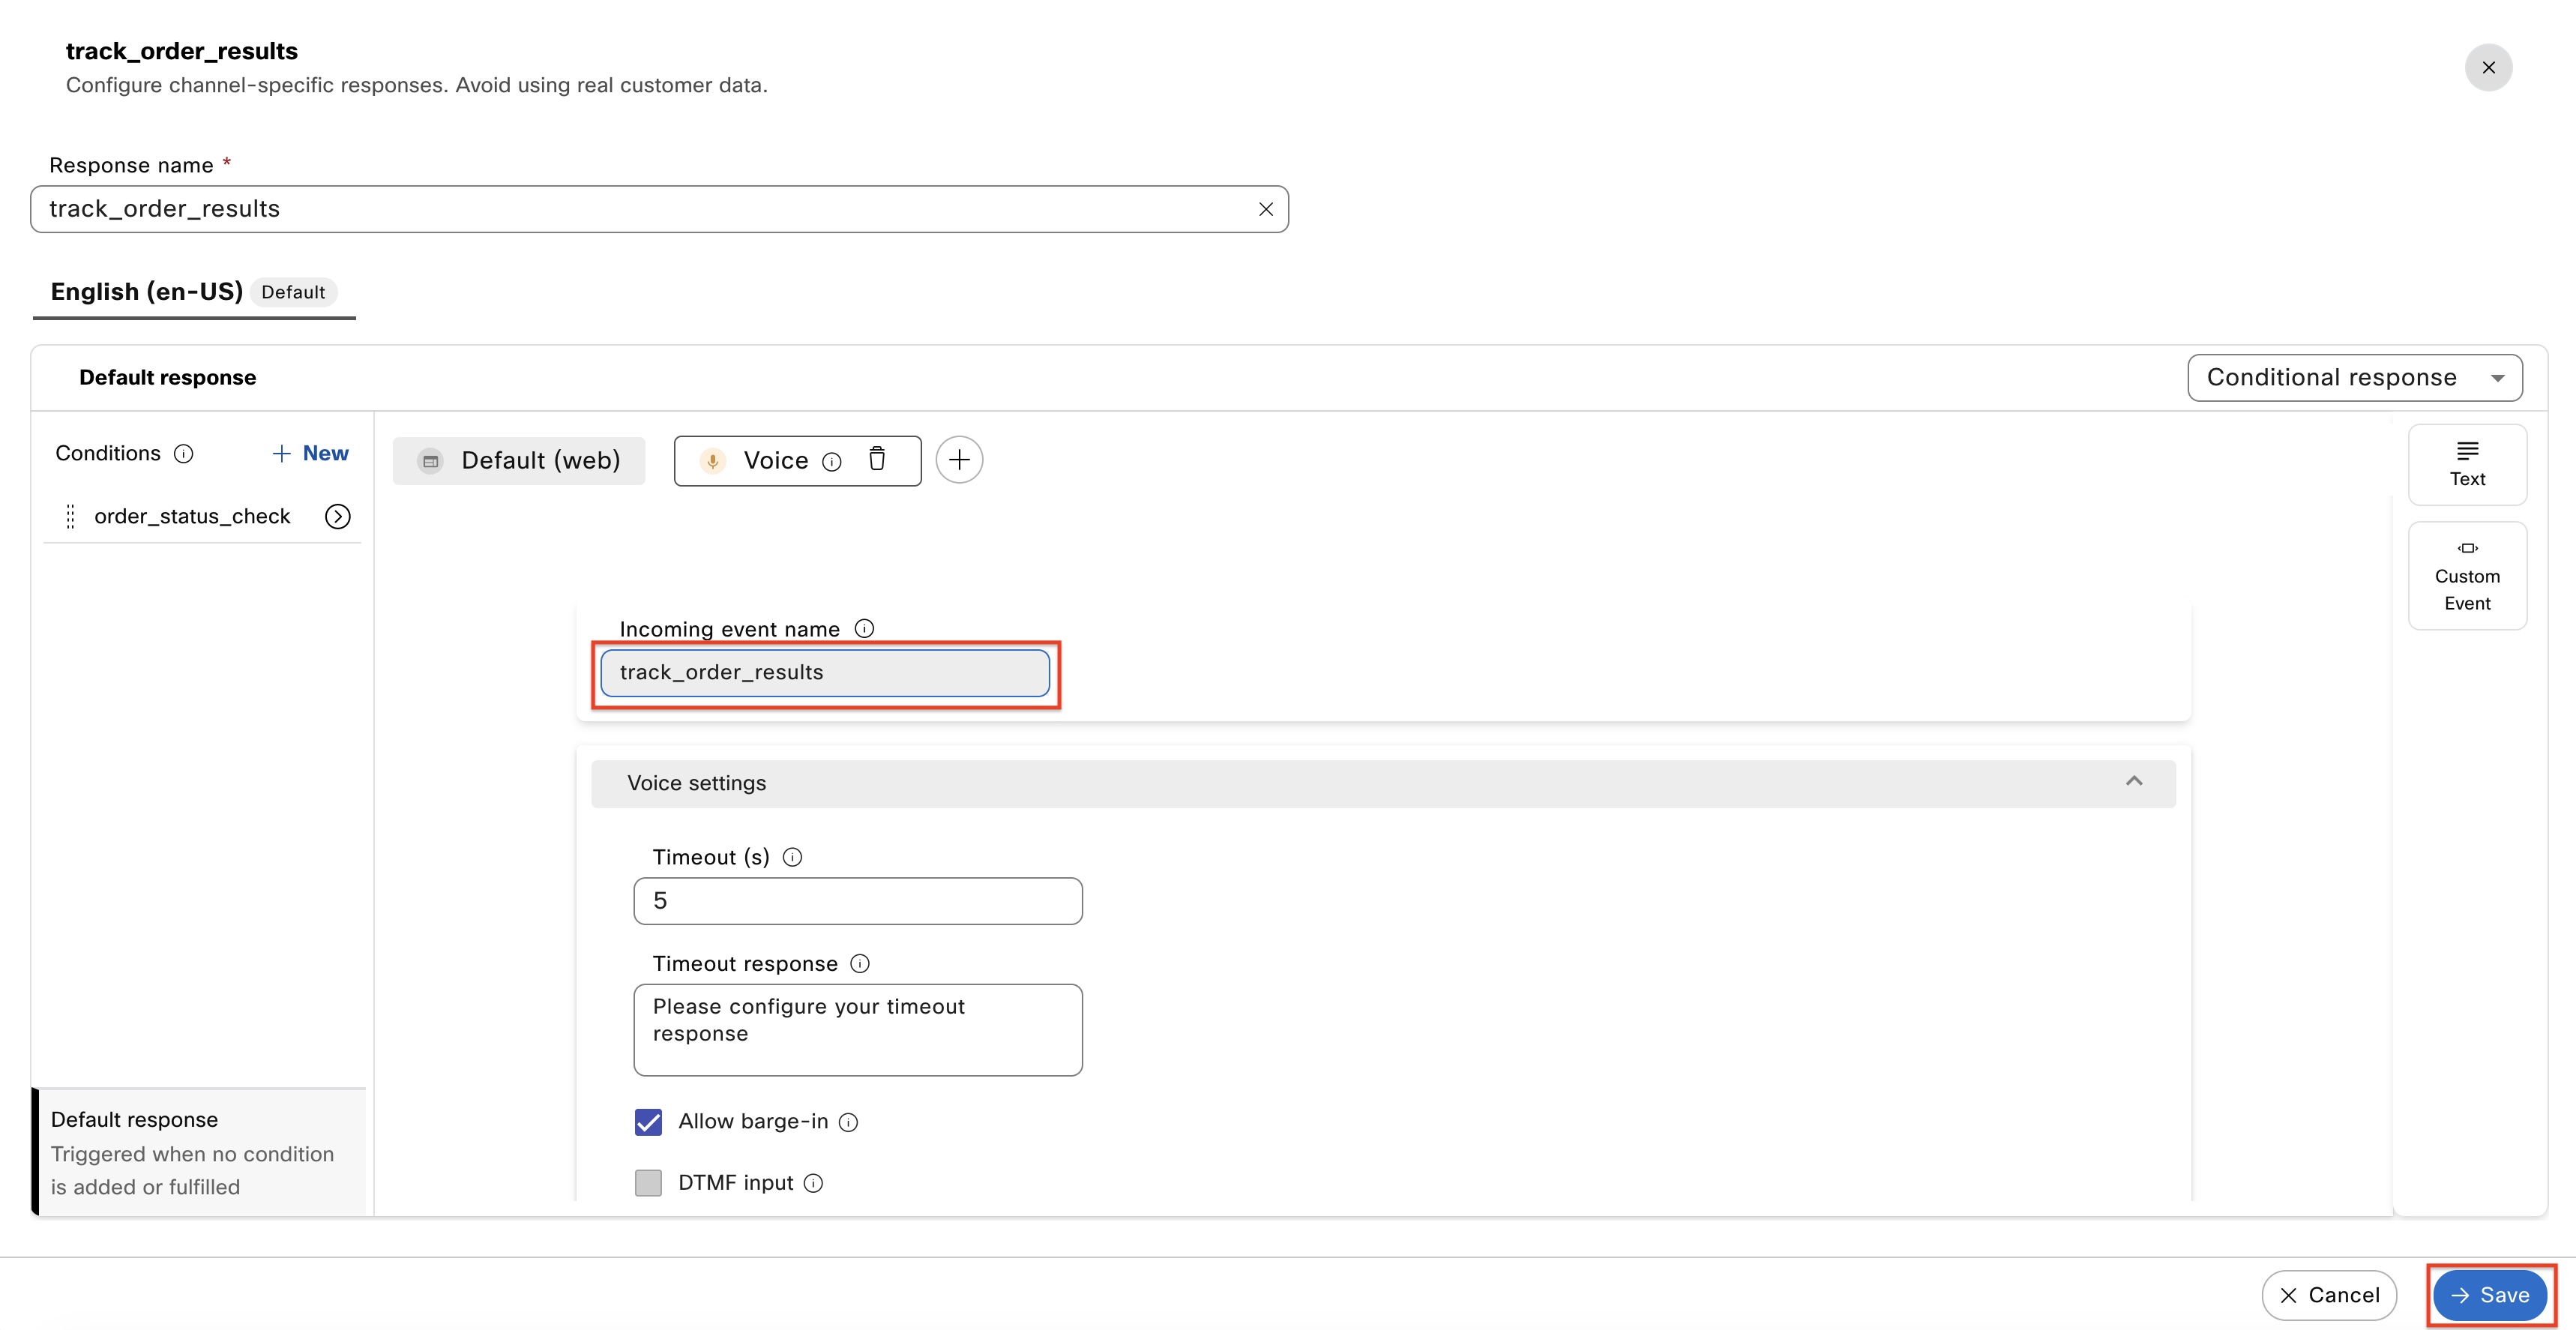 track_order_results
Configure channel-specific responses. Avoid using real customer data.
Response name *
track_order_results
English (en-US) Default
Default response
Conditional response
Conditions
New
order_status_check
Default (web)
Voice
Text
Custom
Event
Incoming event name
track_order_results
Voice settings
Timeout (s)
5
Timeout response
Please configure your timeout
response
Allow barge-in
DTMF input
Default response
Triggered when no condition
is added or fulfilled
Cancel
Save